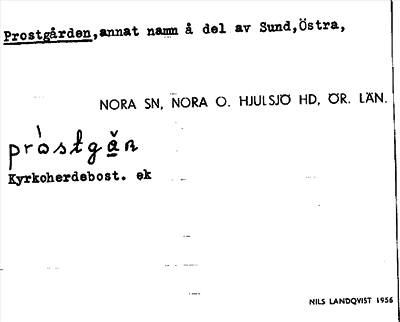 Prostgården,annat namn å del av Sund,Östra,
NORA SN, NORA O. HJULSJÖ HD, ÖR. LÄN.
Kyrkoherdebost. ek
NILS LANDQVIST 1956